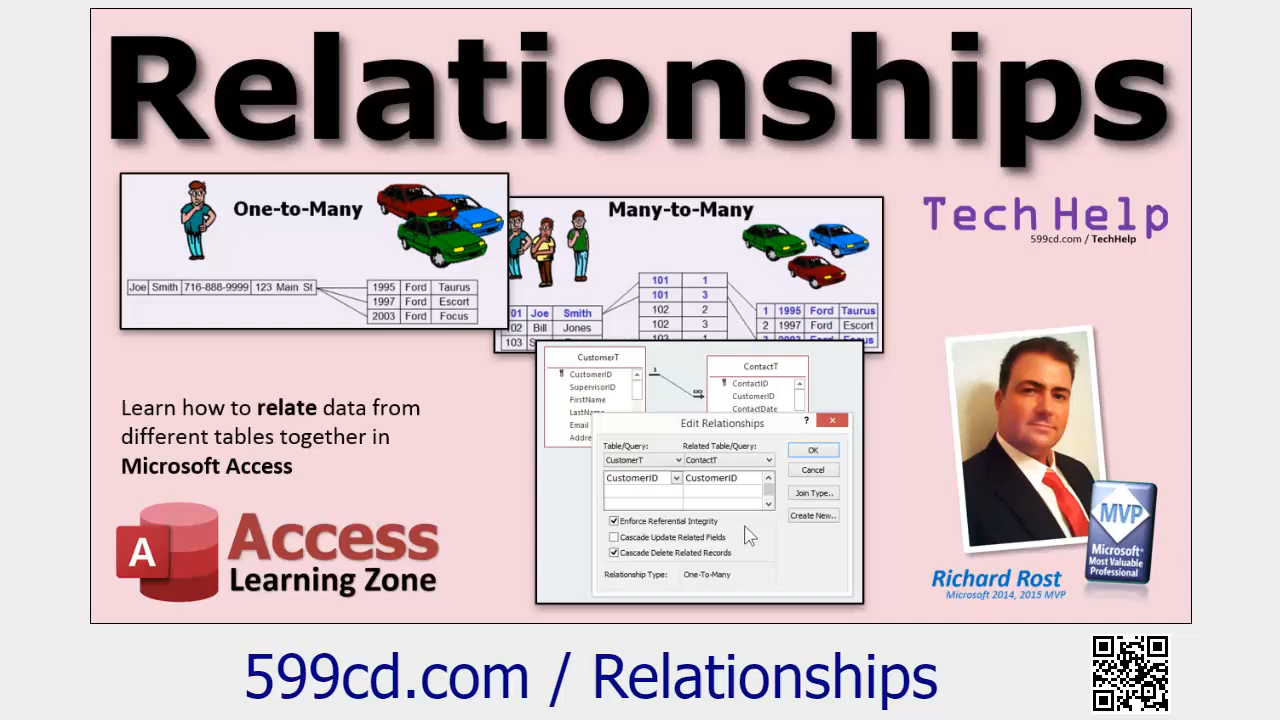 Relationships
One-to-Many
Joe Smith 716-888-9999 123 Main St
1995 Ford Taurus
1997 Ford Escort
2003 Ford Focus
Many-to-Many
101 1
101 3
102 2
102 3
Joe Smith
Bill Jones
103
1 1995 Ford Taurus
2 1997 Ford Escort
Tech Help
599cd.com / TechHelp
CustomerT
CustomerID
SupervisorID
FirstName
LastName
Email
ContactT
ContactID
CustomerID
ContactDate
Edit Relationships
? ×
Table/Query: Related Table/Query:
CustomerT ContactT
CustomerID CustomerID
Enforce Referential Integrity
Cascade Update Related Fields
Cascade Delete Related Records
Relationship Type: One-To-Many
OK
Cancel
Join Type..
Create New..
Learn how to relate data from
different tables together in
Microsoft Access
A
Access
Learning Zone
MVP
Microsoft®
Most Valuable
Professional
Richard Rost
Microsoft 2014, 2015 MVP
599cd.com / Relationships